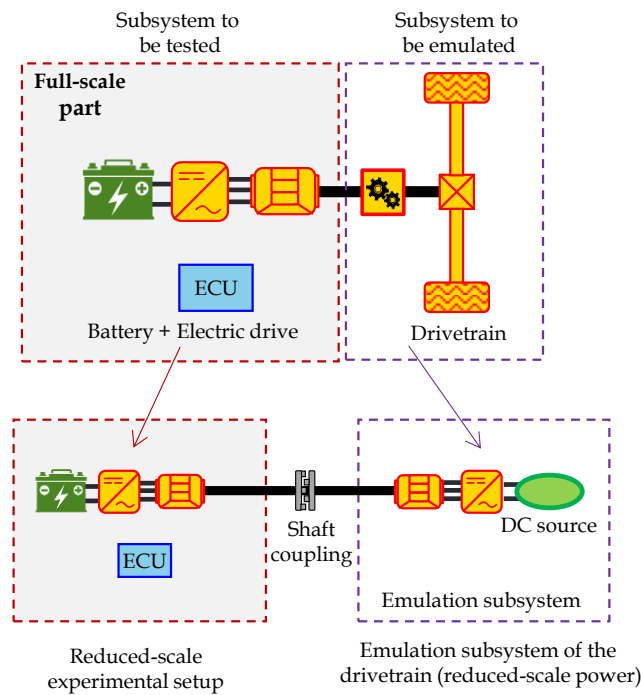 Subsystem to
be tested
Subsystem to
be emulated
Full-scale
part
ECU
Battery + Electric drive
Drivetrain
ECU
Shaft
coupling
DC source
Emulation subsystem
Reduced-scale
experimental setup
Emulation subsystem of the
drivetrain (reduced-scale power)